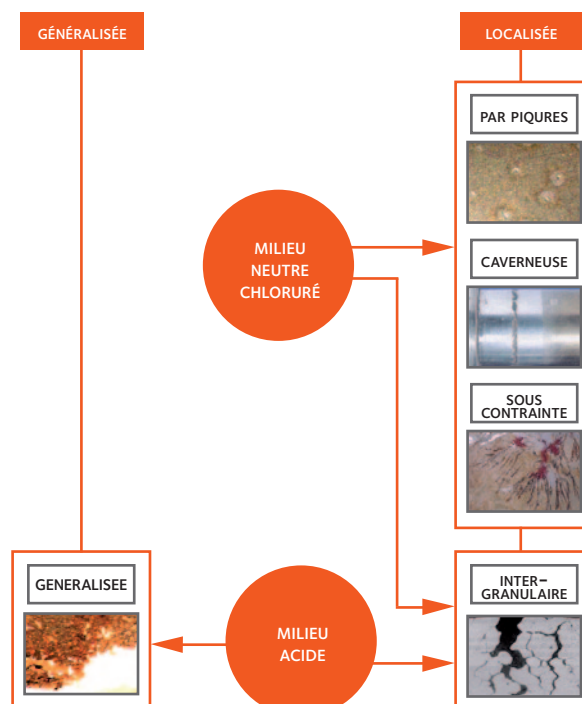 GÉNÉRALISÉE
LOCALISÉE
PAR PIQURES
MILIEU
NEUTRE
CHLORURÉ
CAVERNEUSE
SOUS
CONTRAINTE
GENERALISEE
MILIEU
ACIDE
INTER-
GRANULAIRE